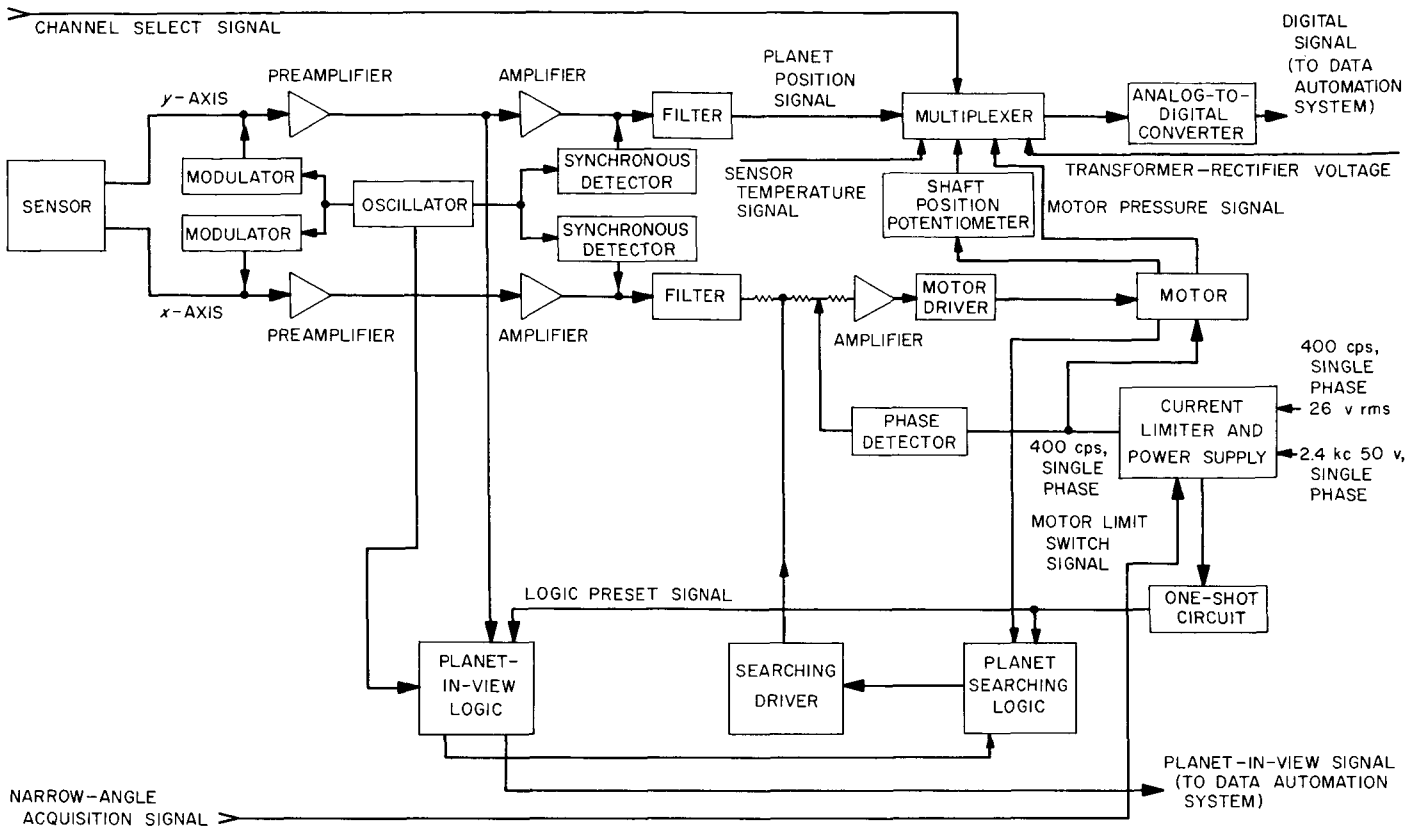 CHANNEL SELECT SIGNAL
DIGITAL
SIGNAL
(TO DATA
AUTOMATION
SYSTEM)
PREAMPLIFIER
AMPLIFIER
PLANET
POSITION
SIGNAL
y-AXIS
FILTER
MULTIPLEXER
ANALOG-TO-
DIGITAL
CONVERTER
SENSOR
MODULATOR
MODULATOR
OSCILLATOR
SYNCHRONOUS
DETECTOR
SYNCHRONOUS
DETECTOR
SENSOR
TEMPERATURE
SIGNAL
SHAFT
POSITION
POTENTIOMETER
TRANSFORMER-RECTIFIER VOLTAGE
MOTOR PRESSURE SIGNAL
x-AXIS
PREAMPLIFIER
AMPLIFIER
FILTER
AMPLIFIER
MOTOR
DRIVER
MOTOR
400 cps,
SINGLE
PHASE
26 v rms
PHASE
DETECTOR
400 cps,
SINGLE
PHASE
CURRENT
LIMITER AND
POWER SUPPLY
2.4 kc 50 v,
SINGLE
PHASE
MOTOR LIMIT
SWITCH
SIGNAL
LOGIC PRESET SIGNAL
ONE-SHOT
CIRCUIT
PLANET-
IN-VIEW
LOGIC
SEARCHING
DRIVER
PLANET
SEARCHING
LOGIC
PLANET-IN-VIEW SIGNAL
(TO DATA AUTOMATION
SYSTEM)
NARROW-ANGLE
ACQUISITION SIGNAL